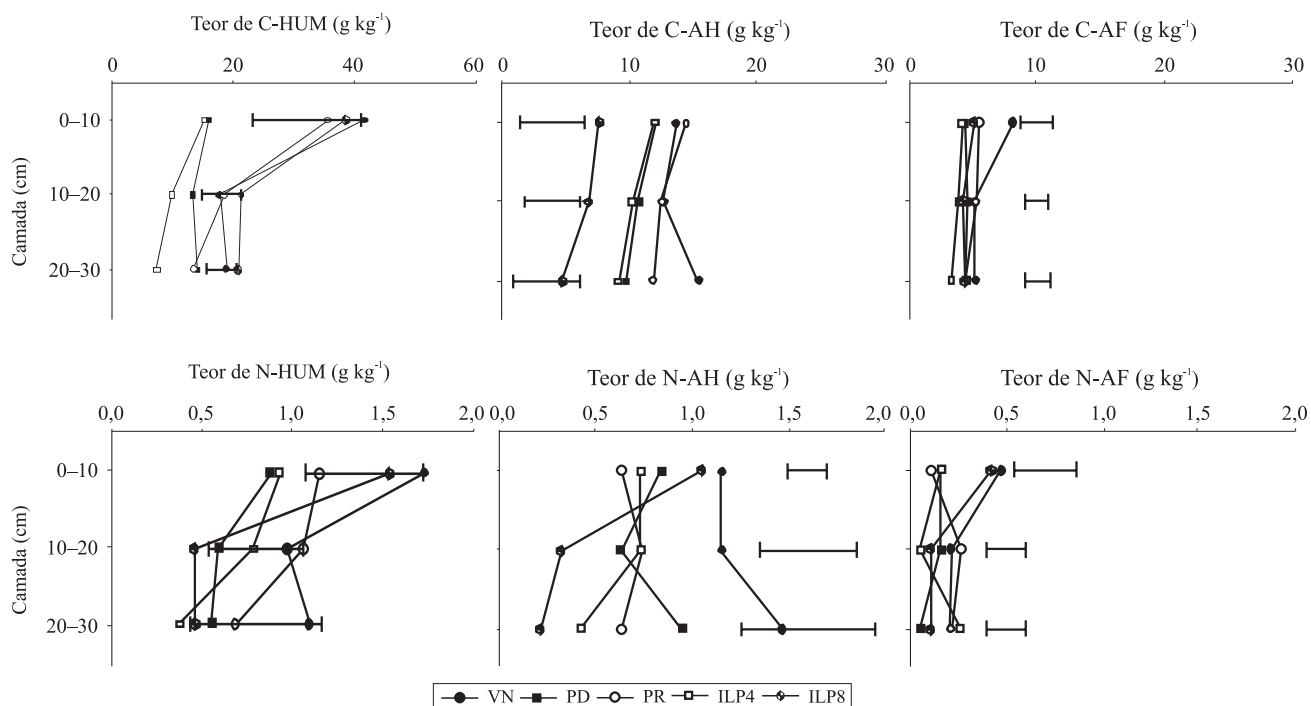 Teor de C-HUM (g kg⁻¹)
Teor de C-AH (g kg⁻¹)
Teor de C-AF (g kg⁻¹)
0 20 40 60
0 10 20 30
0 10 20 30
Camada (cm)
0–10
10–20
20–30
Teor de N-HUM (g kg⁻¹)
Teor de N-AH (g kg⁻¹)
Teor de N-AF (g kg⁻¹)
0,0 0,5 1,0 1,5 2,0
0,0 0,5 1,0 1,5 2,0
0,0 0,5 1,0 1,5 2,0
Camada (cm)
0–10
10–20
20–30
VN PD PR ILP4 ILP8